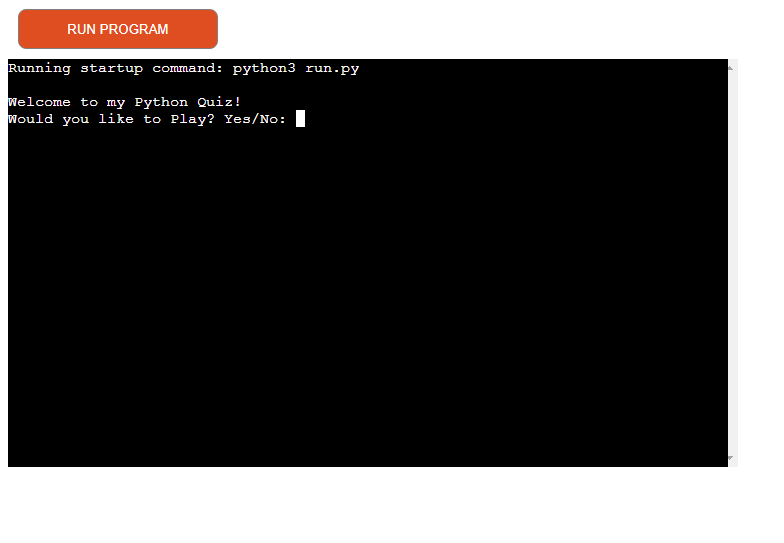 RUN PROGRAM
Running startup command: python3 run.py
Welcome to my Python Quiz!
Would you like to Play? Yes/No: